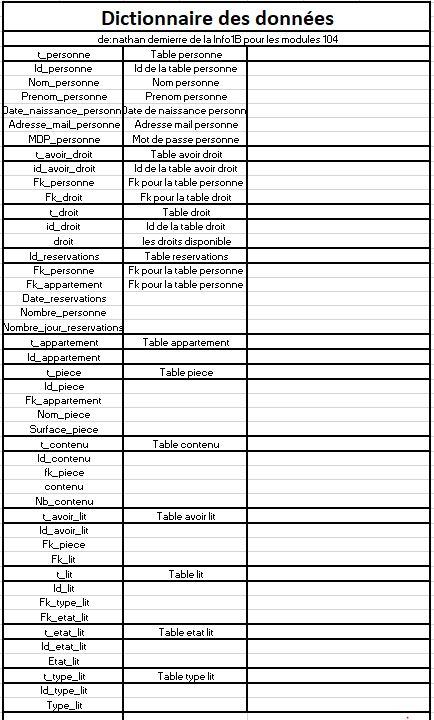 Dictionnaire des données
de: nathan demierre de la Info1B pour les modules 104
t_personne Table personne
Id_personne Id de la table personne
Nom_personne Nom personne
Prenom_personne Prenom personne
Date_naissance_personn Date de naissance personn
Adresse_mail_personne Adresse mail personne
MDP_personne Mot de passe personne
t_avoir_droit Table avoir droit
id_avoir_droit Id de la table avoir droit
Fk_personne Fk pour la table personne
Fk_droit Fk pour la table droit
t_droit Table droit
id_droit Id de la table droit
droit les droits disponible
Id_reservations Table reservations
Fk_personne Fk pour la table personne
Fk_appartement Fk pour la table personne
Date_reservations
Nombre_personne
Nombre_jour_reservations
t_appartement Table appartement
Id_appartement
t_piece Table piece
Id_piece
Fk_appartement
Nom_piece
Surface_piece
t_contenu Table contenu
Id_contenu
fk_piece
contenu
Nb_contenu
t_avoir_lit Table avoir lit
Id_avoir_lit
Fk_piece
Fk_lit
t_lit Table lit
Id_lit
Fk_type_lit
Fk_etat_lit
t_etat_lit Table etat lit
Id_etat_lit
Etat_lit
t_type_lit Table type lit
Id_type_lit
Type_lit